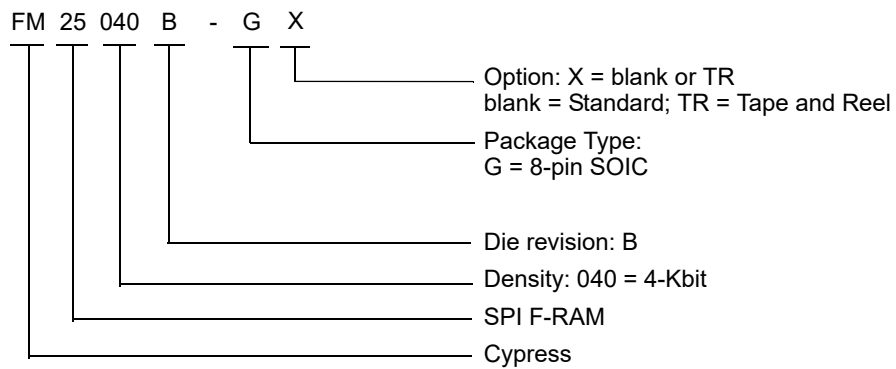 FM 25 040 B - G X
Option: X = blank or TR
blank = Standard; TR = Tape and Reel
Package Type:
G = 8-pin SOIC
Die revision: B
Density: 040 = 4-Kbit
SPI F-RAM
Cypress